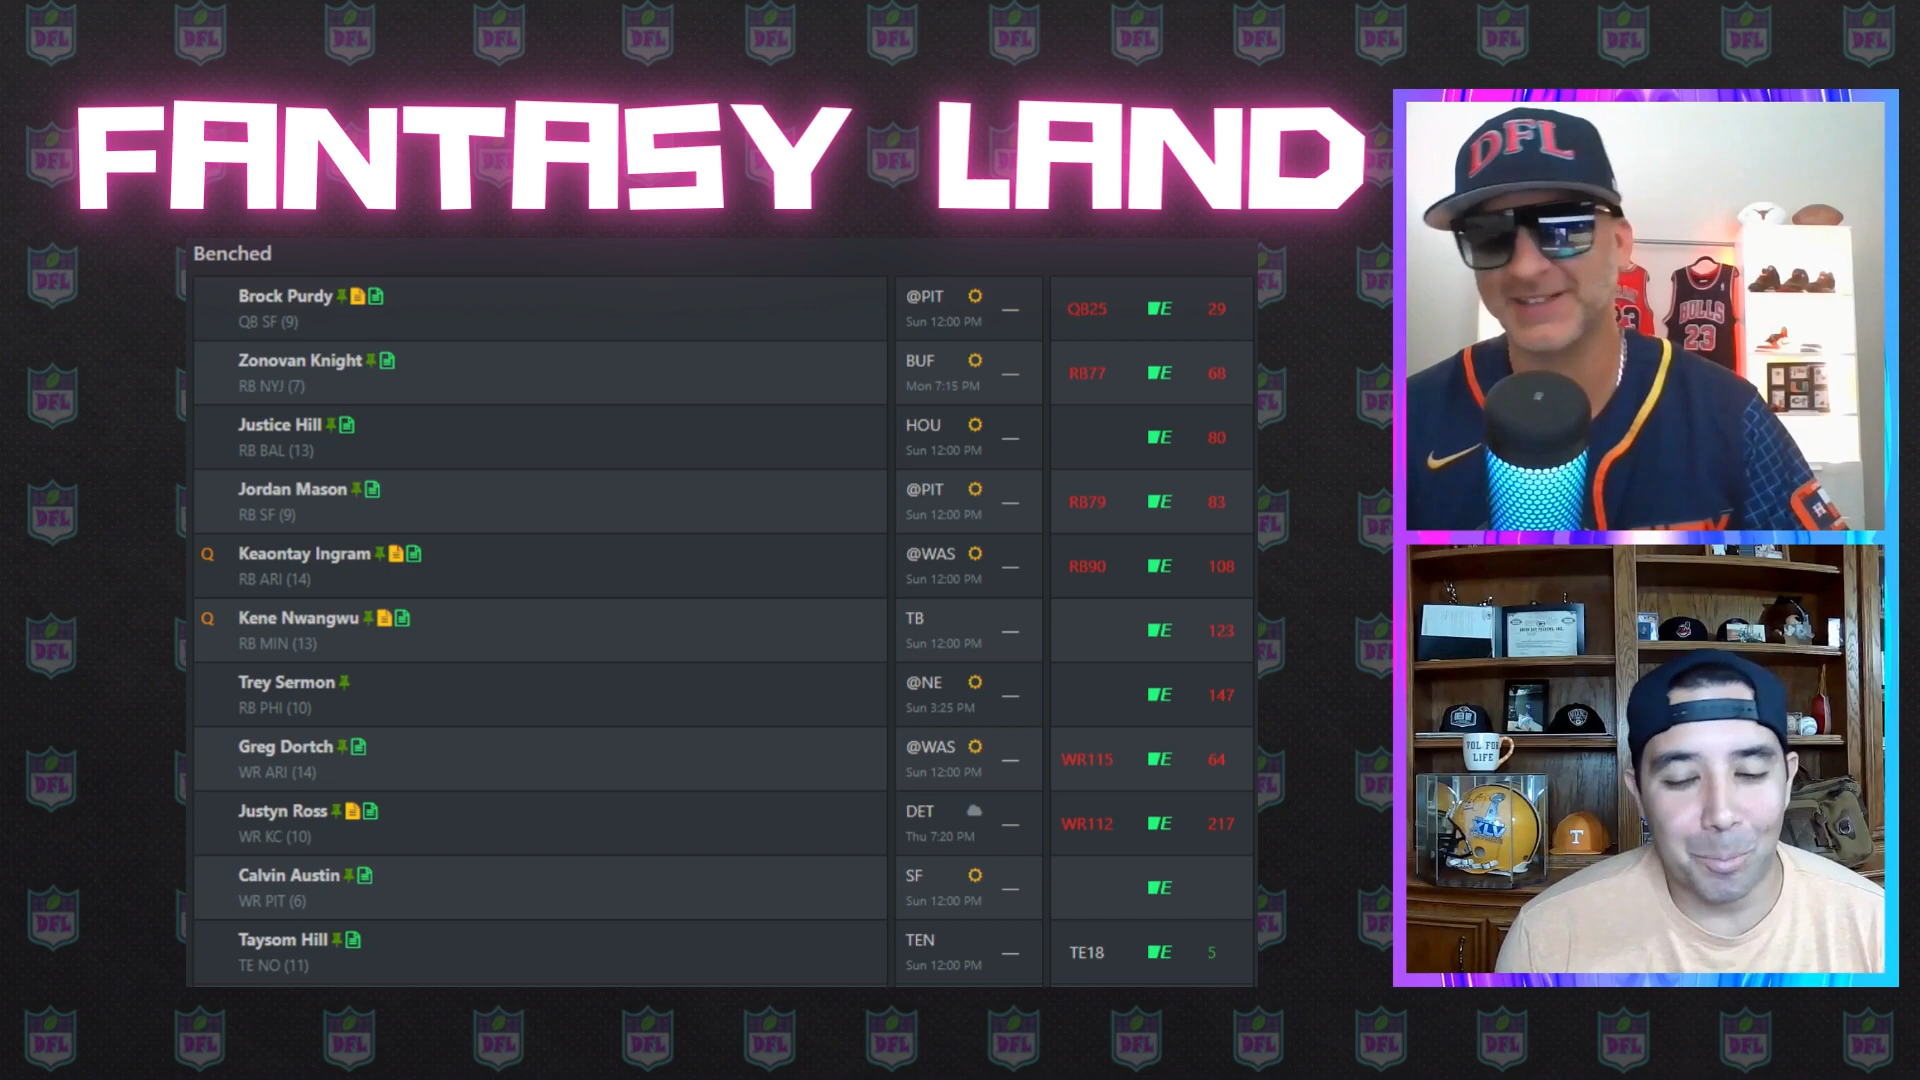 FANTASY LAND
Benched
Brock Purdy
QB SF (9)
@PIT
Sun 12:00 PM
—
QB25
E
29
Zonovan Knight
RB NYJ (7)
BUF
Mon 7:15 PM
—
RB77
E
68
Justice Hill
RB BAL (13)
HOU
Sun 12:00 PM
—
E
80
Jordan Mason
RB SF (9)
@PIT
Sun 12:00 PM
—
RB79
E
83
Q
Keaontay Ingram
RB ARI (14)
@WAS
Sun 12:00 PM
—
RB90
E
108
Q
Kene Nwangwu
RB MIN (13)
TB
Sun 12:00 PM
—
E
123
Trey Sermon
RB PHI (10)
@NE
Sun 3:25 PM
—
E
147
Greg Dortch
WR ARI (14)
@WAS
Sun 12:00 PM
—
WR115
E
64
Justyn Ross
WR KC (10)
DET
Thu 7:20 PM
—
WR112
E
217
Calvin Austin
WR PIT (6)
SF
Sun 12:00 PM
—
E
Taysom Hill
TE NO (11)
TEN
Sun 12:00 PM
—
TE18
E
5
DFL
BULLS
23
VOL FOR
LIFE
XLV
T